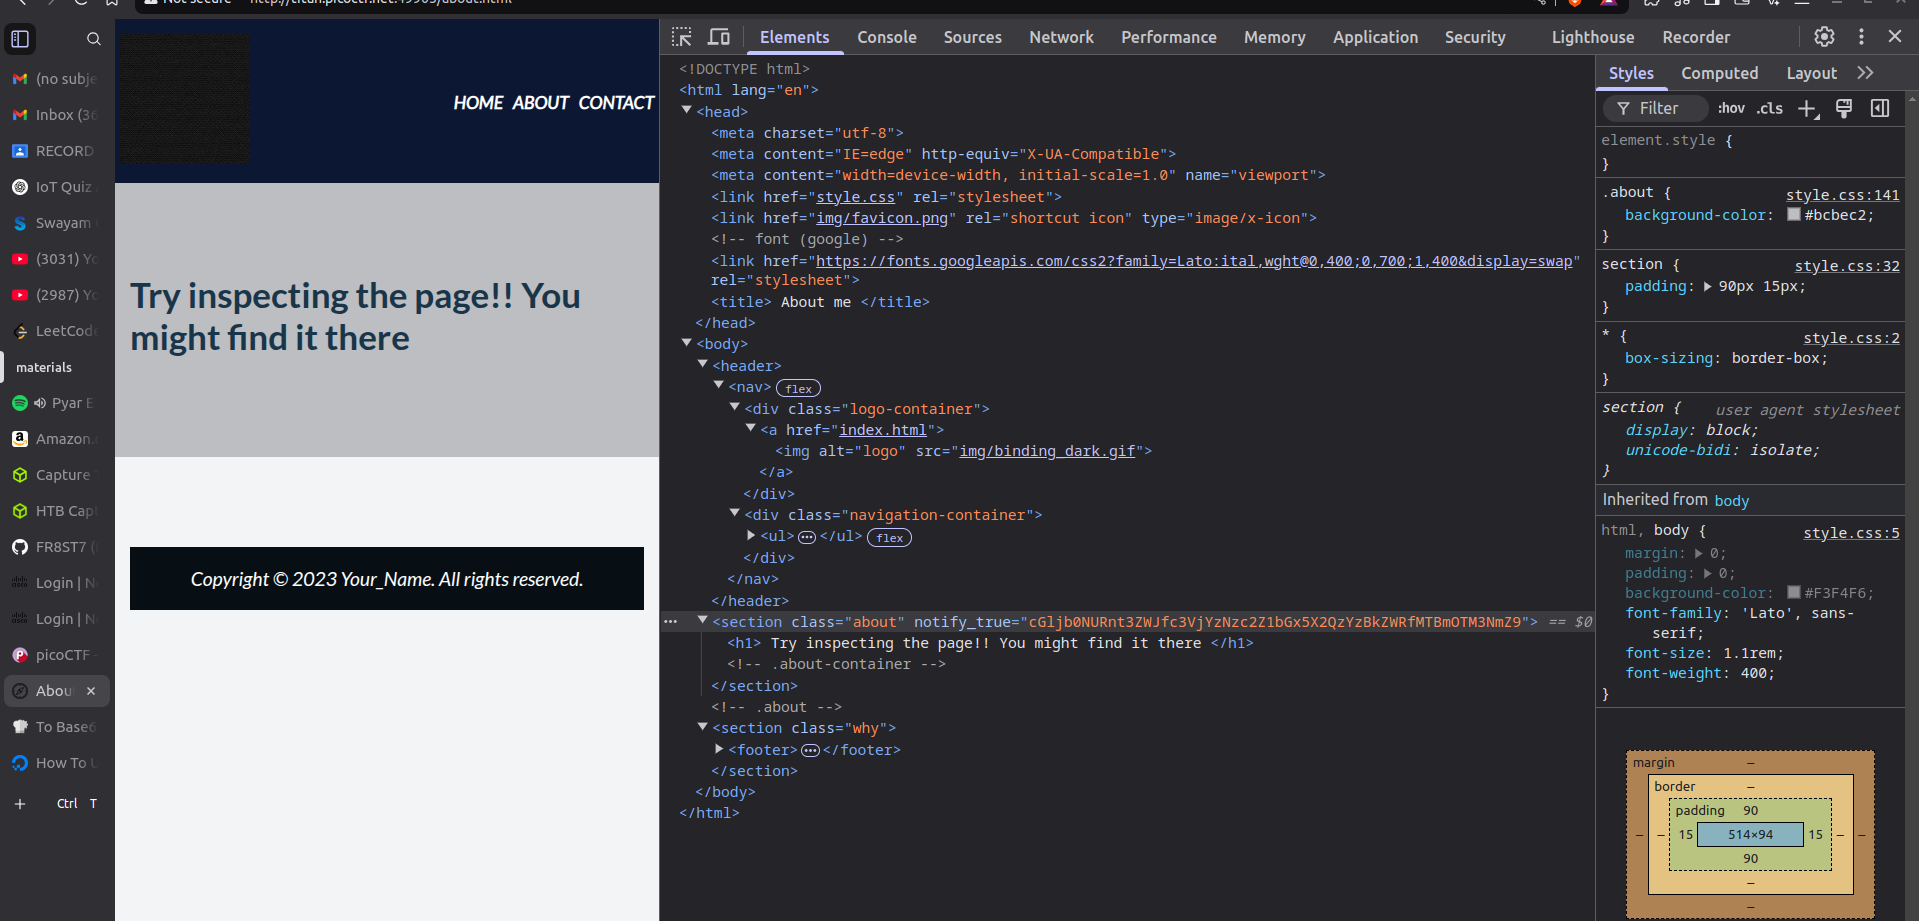 Not secure http://titan.picoctf.net:49903/about.html
(no subje
Inbox (36
RECORD
IoT Quiz
Swayam
(3031) Yo
(2987) Yo
LeetCode
materials
Pyar E
Amazon.
Capture
HTB Capt
FR8ST7 (
Login | N
Login | N
picoCTF -
Abou
To Base6
How To U
+ Ctrl T
HOME ABOUT CONTACT
Try inspecting the page!! You
might find it there
Copyright © 2023 Your_Name. All rights reserved.
Elements Console Sources Network Performance Memory Application Security Lighthouse Recorder
<!DOCTYPE html>
<html lang="en">
<head>
<meta charset="utf-8">
<meta content="IE=edge" http-equiv="X-UA-Compatible">
<meta content="width=device-width, initial-scale=1.0" name="viewport">
<link href="style.css" rel="stylesheet">
<link href="img/favicon.png" rel="shortcut icon" type="image/x-icon">
<!-- font (google) -->
<link href="https://fonts.googleapis.com/css2?family=Lato:ital,wght@0,400;0,700;1,400&display=swap"
rel="stylesheet">
<title> About me </title>
</head>
<body>
<header>
<nav> flex
<div class="logo-container">
<a href="index.html">
<img alt="logo" src="img/binding_dark.gif">
</a>
</div>
<div class="navigation-container">
<ul> ••• </ul> flex
</div>
</nav>
</header>
<section class="about" notify_true="cGljb0NURnt3ZWJfc3VjYzNzc2Z1bGx5X2QzYzBkZWRfMTBmOTM3NmZ9"> == $0
<h1> Try inspecting the page!! You might find it there </h1>
<!-- .about-container -->
</section>
<!-- .about -->
<section class="why">
<footer> ••• </footer>
</section>
</body>
</html>
Styles Computed Layout
Filter :hov .cls
element.style {
}
.about { style.css:141
background-color: #bcbec2;
}
section { style.css:32
padding: 90px 15px;
}
* { style.css:2
box-sizing: border-box;
}
section { user agent stylesheet
display: block;
unicode-bidi: isolate;
}
Inherited from body
html, body { style.css:5
margin: 0;
padding: 0;
background-color: #F3F4F6;
font-family: 'Lato', sans-
serif;
font-size: 1.1rem;
font-weight: 400;
}
margin –
border –
padding 90
– – 15 514×94 15 – –
90
–
–